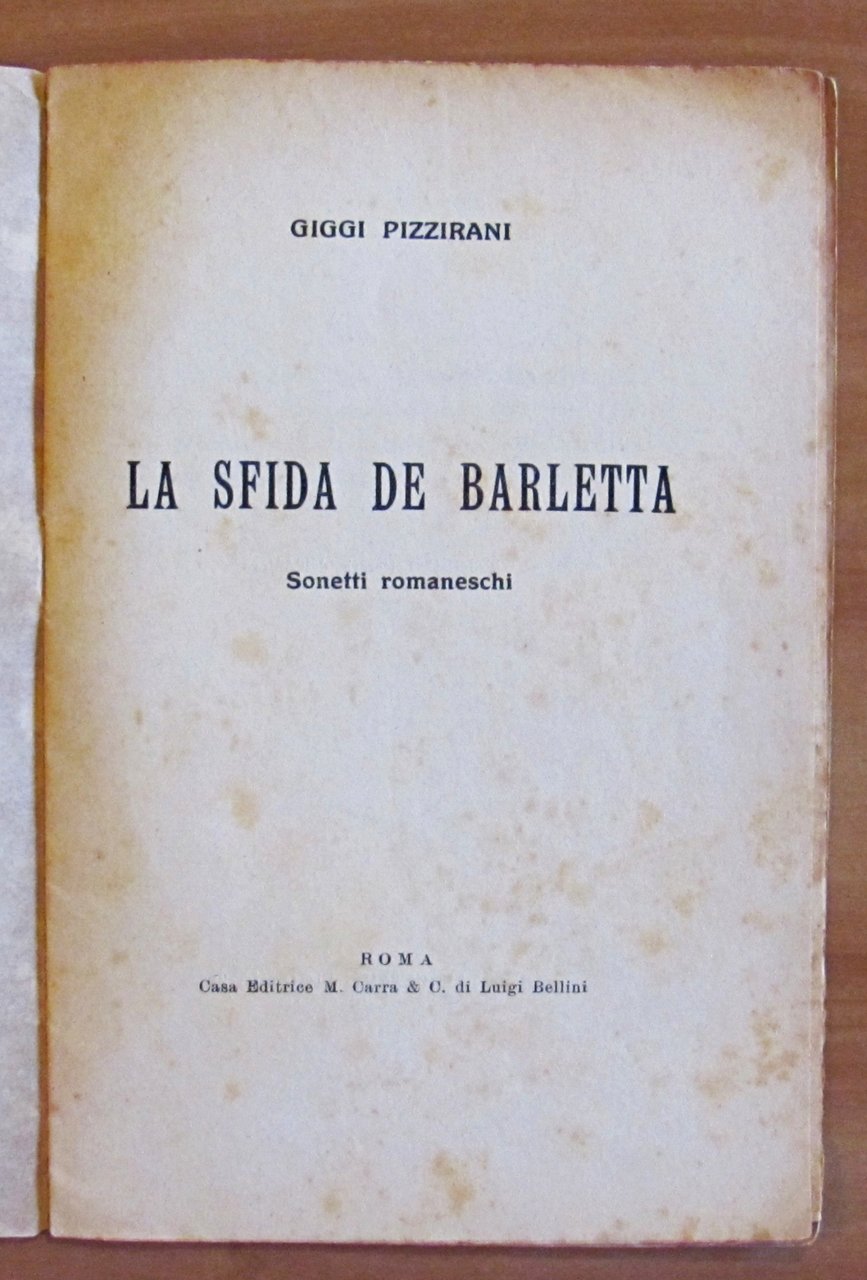 GIGGI PIZZIRANI
LA SFIDA DE BARLETTA
Sonetti romaneschi
ROMA
Casa Editrice M. Carra & C. di Luigi Bellini